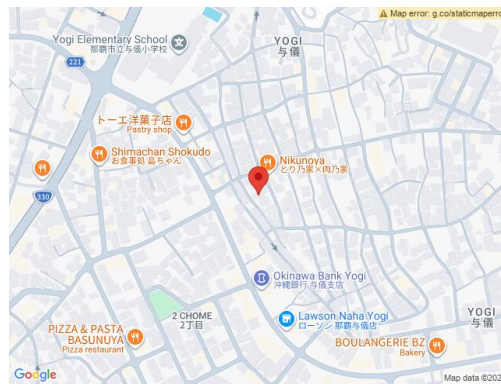 Map error: g.co/staticmaperro
Yogi Elementary School
那覇市立与儀小学校
YOGI
与儀
221
トーエ洋菓子店
Pastry shop
Shimachan Shokudo
お食事処 島ちゃん
Nikunoya
とり乃家×肉乃家
330
Okinawa Bank Yogi
沖縄銀行 与儀支店
2 CHOME
2丁目
Lawson Naha Yogi
ローソン 那覇与儀店
YOGI
与儀
PIZZA & PASTA
BASUNUYA
Pizza restaurant
BOULANGERIE BZ
Bakery
Google
Map data ©202